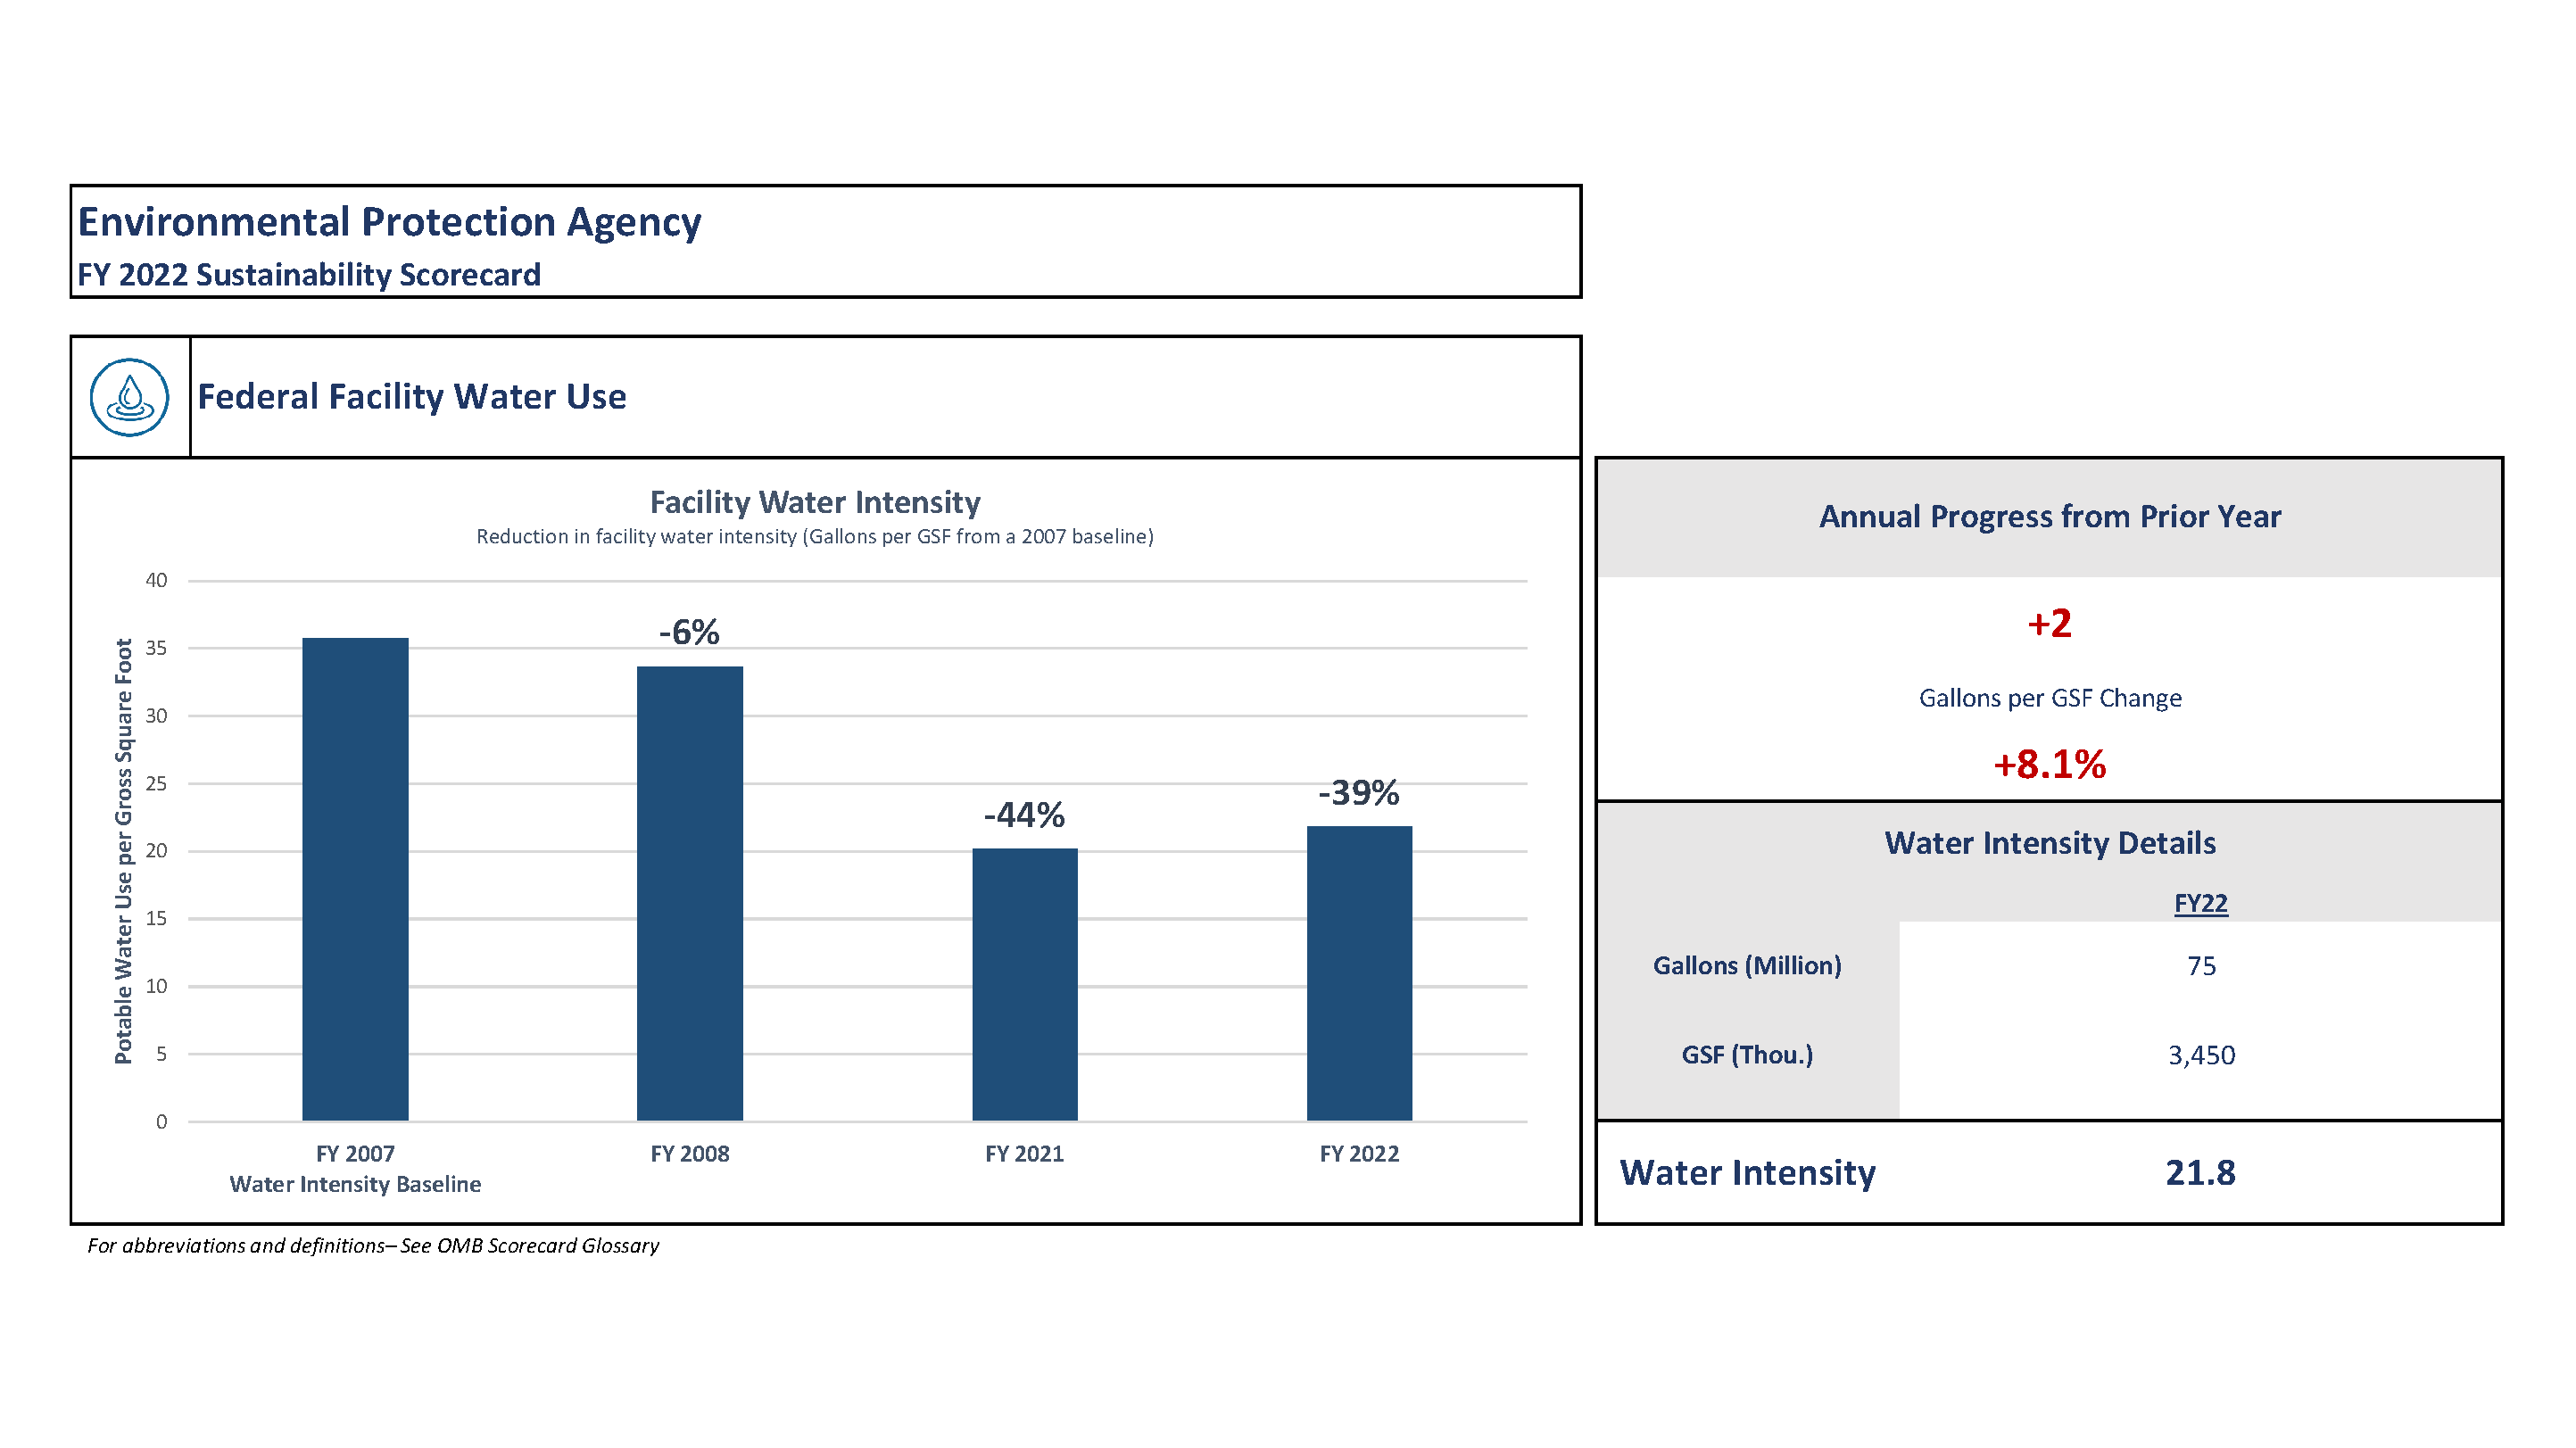 Environmental Protection Agency
FY 2022 Sustainability Scorecard
Federal Facility Water Use
Facility Water Intensity
Reduction in facility water intensity (Gallons per GSF from a 2007 baseline)
Potable Water Use per Gross Square Foot
40
35
30
25
20
15
10
5
0
-6%
-44%
-39%
FY 2007
FY 2008
FY 2021
FY 2022
Water Intensity Baseline
Annual Progress from Prior Year
+2
Gallons per GSF Change
+8.1%
Water Intensity Details
FY22
Gallons (Million) 75
GSF (Thou.) 3,450
Water Intensity 21.8
For abbreviations and definitions– See OMB Scorecard Glossary